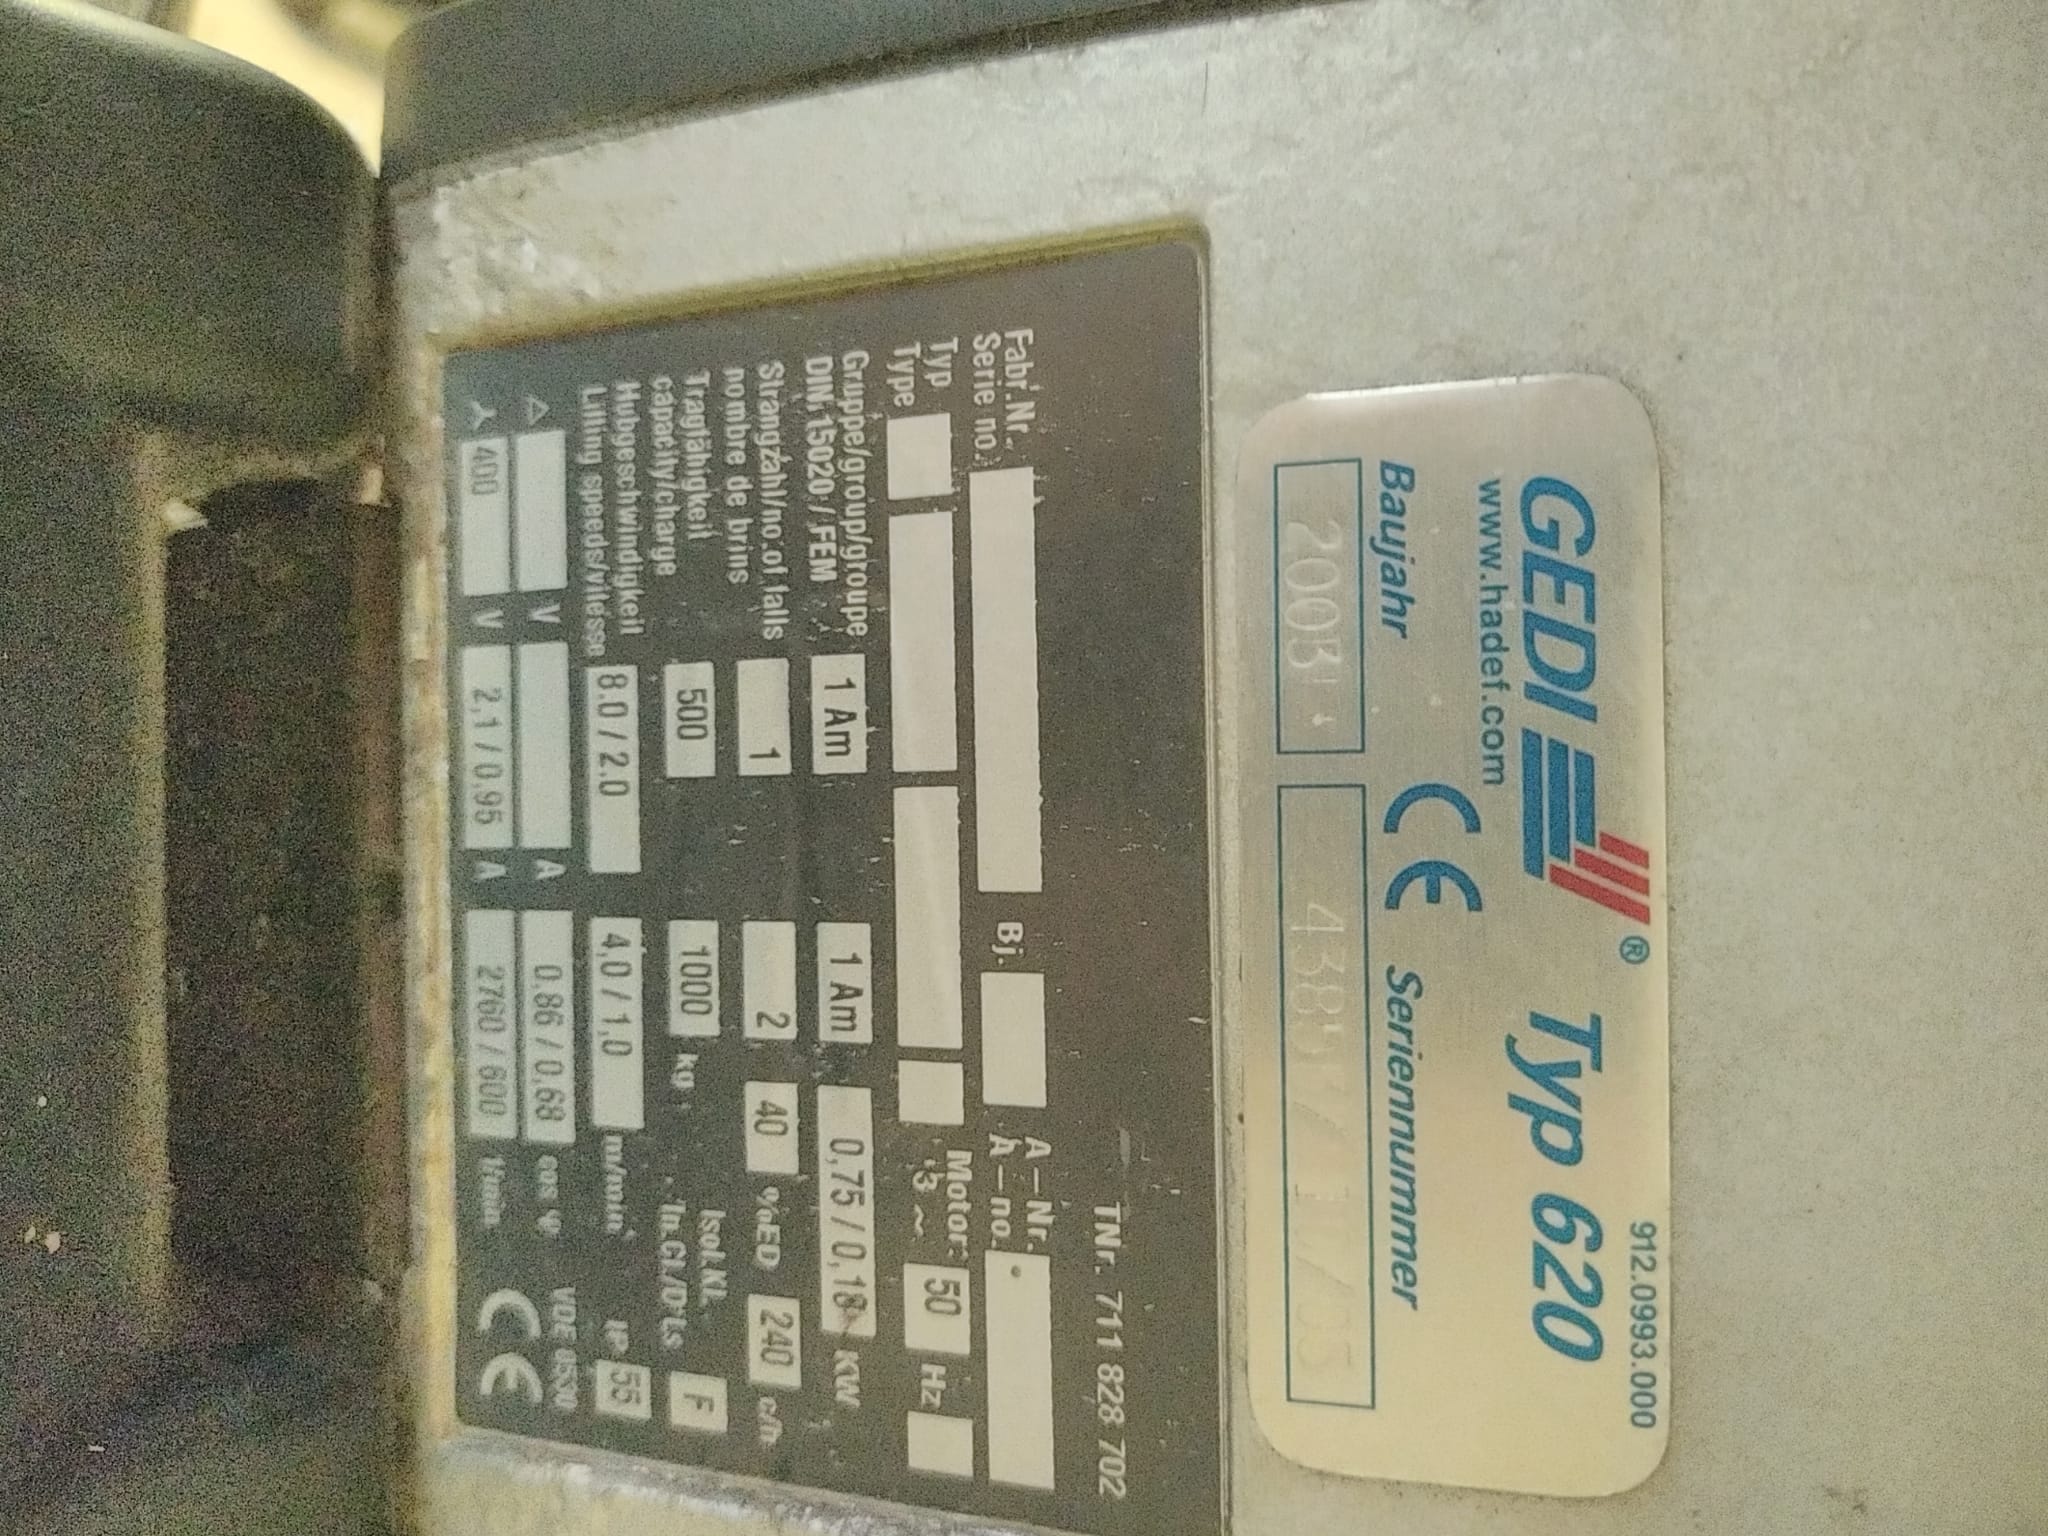 912.0993.000
GEDI ® Typ 620
www.hadef.com
Baujahr CE Seriennummer
2005
TNr. 711 828 702
Fabr.Nr. Bj. A-Nr.
Serie no. A-no.
Typ Motor: 50 Hz
Type 3 ~
Gruppe/group/groupe 1 Am 1 Am 0,75 / 0,18 KW
DIN 15020 / FEM
Strangzahl/no.of falls 1 2 40 %ED 240 c/h
nombre de brins
Tragfähigkeit 500 1000 kg Isol.Kl.
capacity/charge In.Cl./D'I.s F
Hubgeschwindigkeit 8.0 / 2.0 4,0 / 1,0 m/min IP 55
Lifting speeds/vitesse
△ V A 0,86 / 0,68 cos φ VDE 0530
400 V 2,1 / 0,95 A 2760 / 600 1/min CE